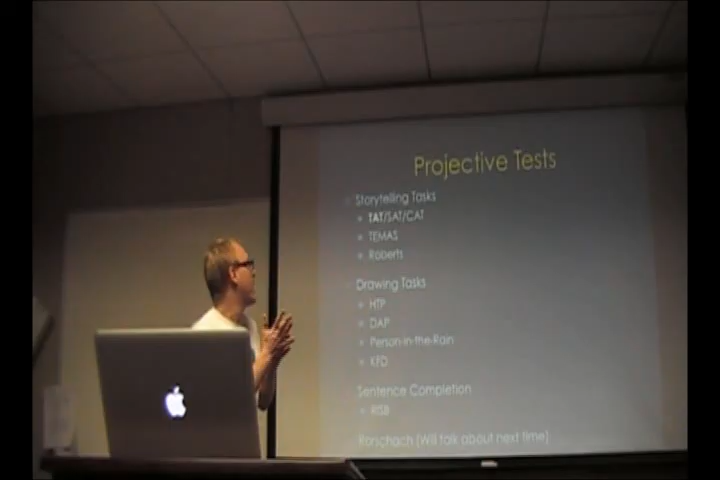 Projective Tests
Storytelling Tasks
TAT/SAT/CAT
TEMAS
Roberts
Drawing Tasks
HTP
DAP
Person-in-the-Rain
KFD
Sentence Completion
RISB
Rorschach (Will talk about next time)